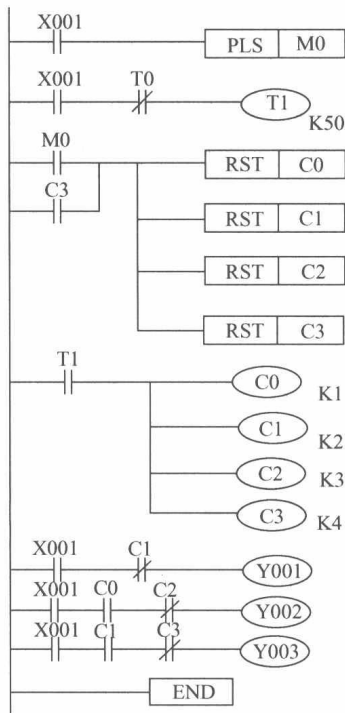 X001
PLS M0
X001 T0
T1
K50
M0
RST C0
C3
RST C1
RST C2
RST C3
T1
C0
K1
C1
K2
C2
K3
C3
K4
X001 C1
Y001
X001 C0 C2
Y002
X001 C1 C3
Y003
END